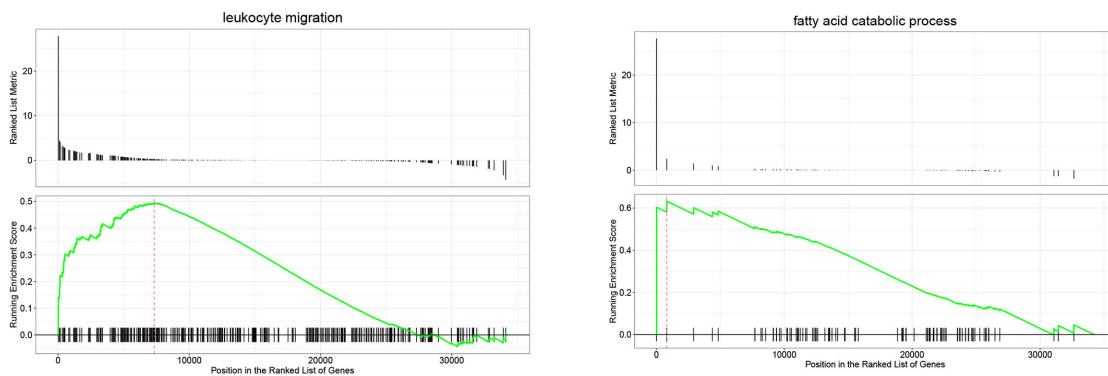 leukocyte migration
Ranked List Metric
20
10
0
Running Enrichment Score
0.5
0.4
0.3
0.2
0.1
0.0
0 10000 20000 30000
Position in the Ranked List of Genes
fatty acid catabolic process
Ranked List Metric
20
10
0
Running Enrichment Score
0.6
0.4
0.2
0.0
0 10000 20000 30000
Position in the Ranked List of Genes